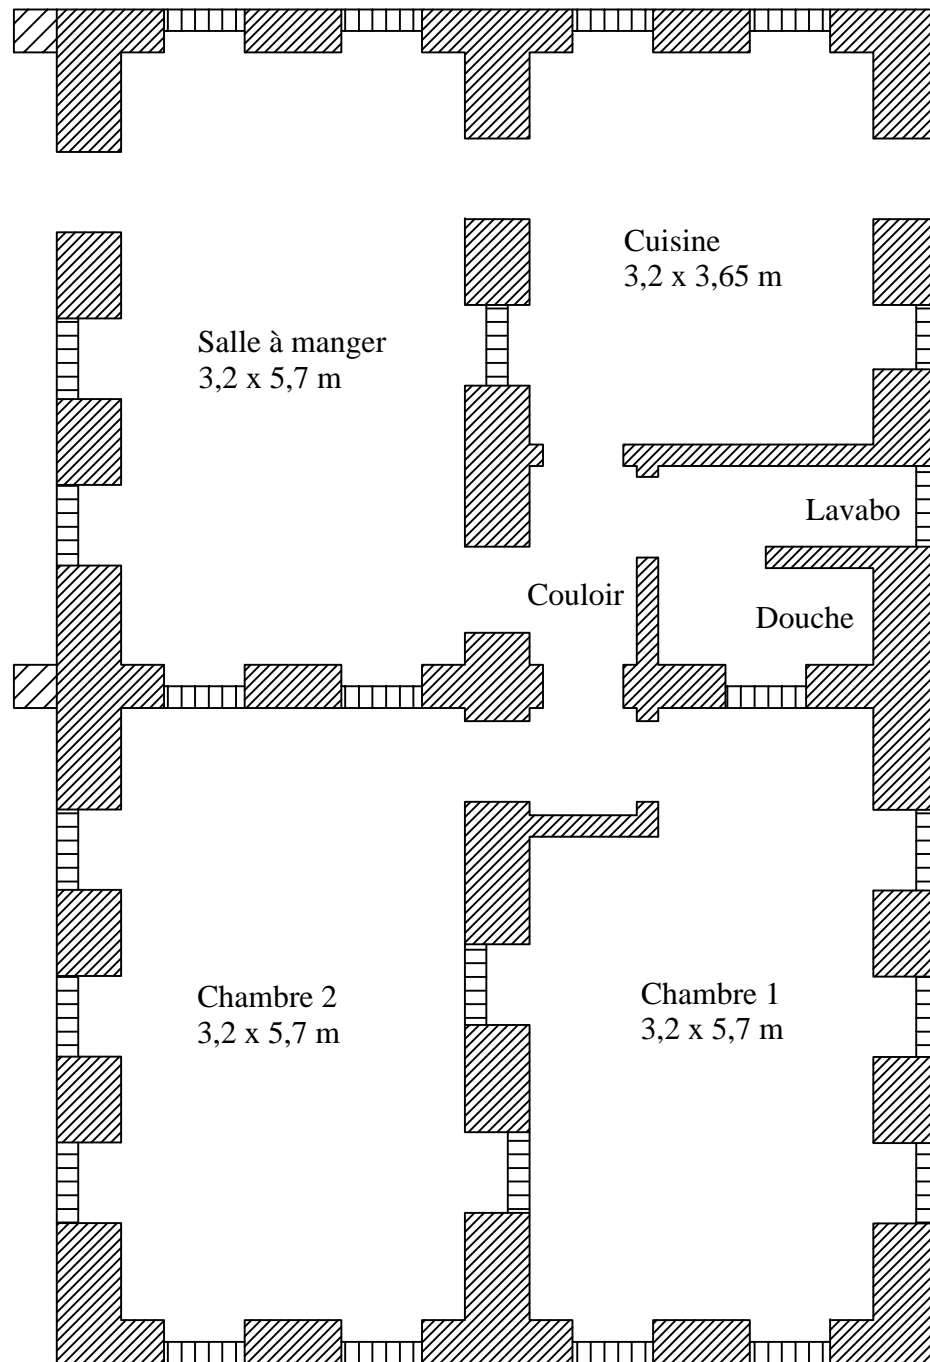 Cuisine
3,2 x 3,65 m
Salle à manger
3,2 x 5,7 m
Lavabo
Couloir
Douche
Chambre 2
3,2 x 5,7 m
Chambre 1
3,2 x 5,7 m